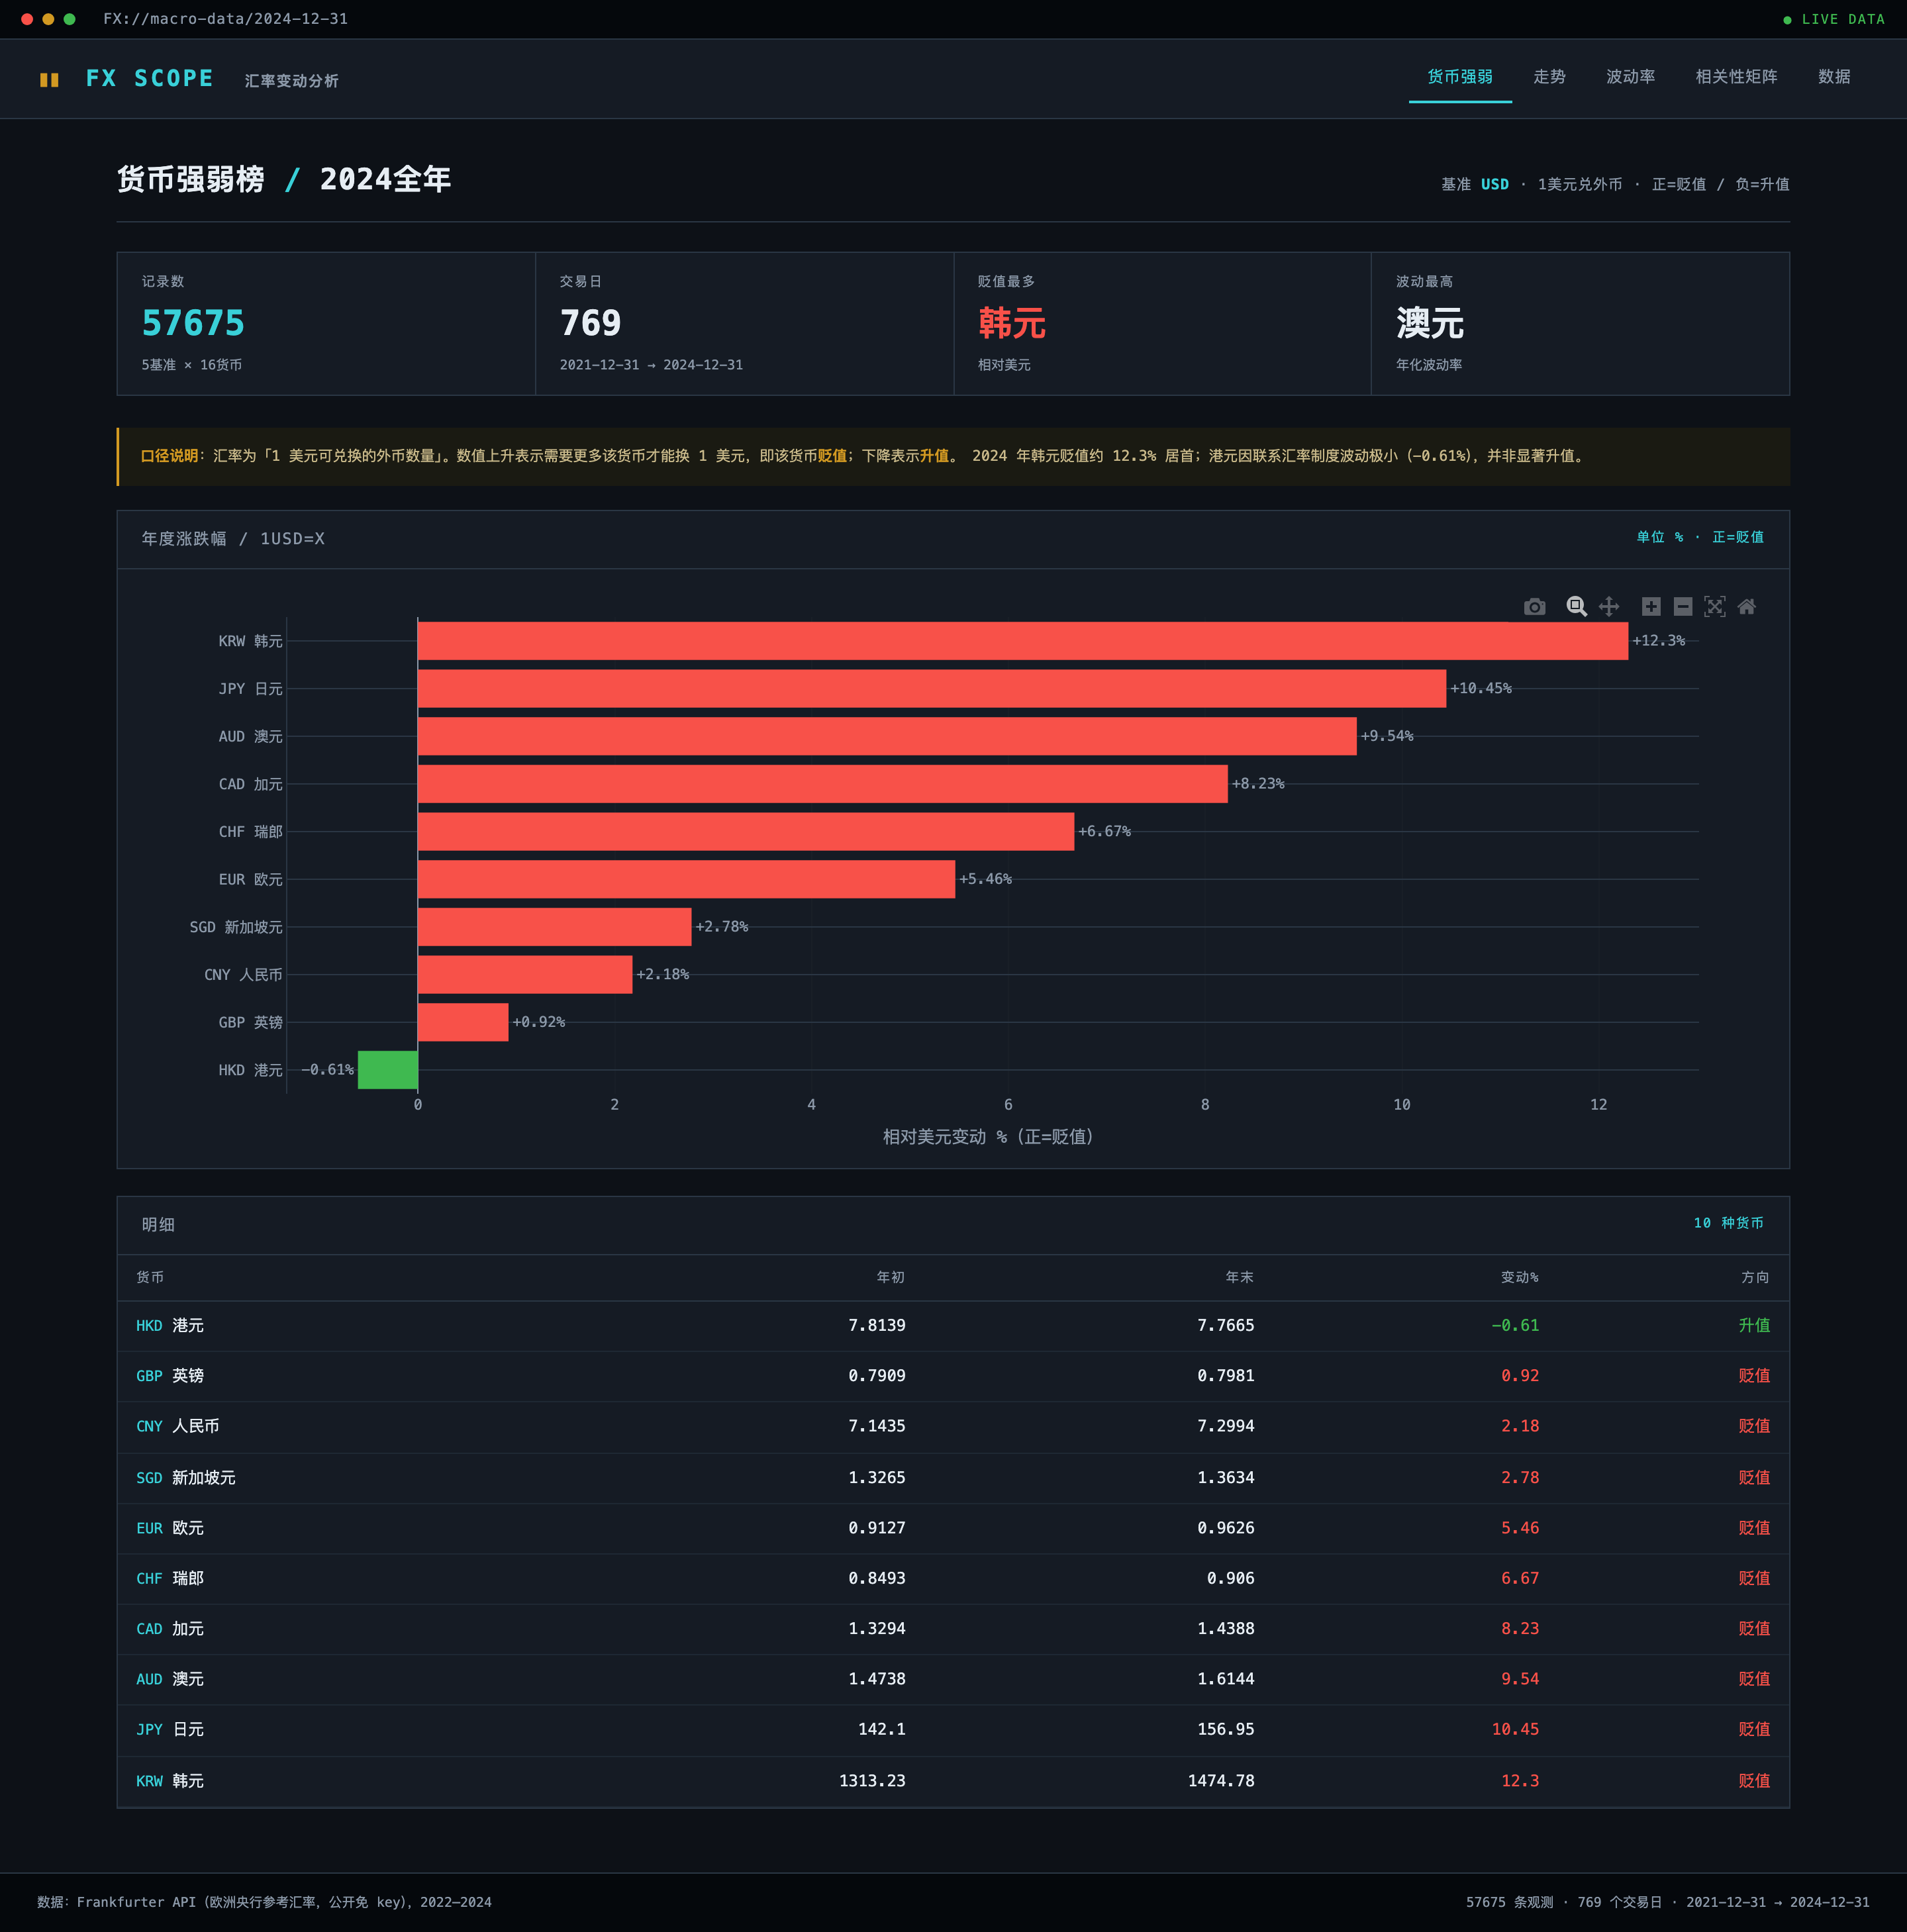 FX://macro-data/2024-12-31
● LIVE DATA
FX SCOPE 汇率变动分析
货币强弱 走势 波动率 相关性矩阵 数据
货币强弱榜 / 2024全年
基准 USD · 1美元兑外币 · 正=贬值 / 负=升值
记录数
57675
5基准 × 16货币
交易日
769
2021-12-31 → 2024-12-31
贬值最多
韩元
相对美元
波动最高
澳元
年化波动率
口径说明：汇率为「1 美元可兑换的外币数量」。数值上升表示需要更多该货币才能换 1 美元，即该货币贬值；下降表示升值。 2024 年韩元贬值约 12.3% 居首；港元因联系汇率制度波动极小（-0.61%），并非显著升值。
年度涨跌幅 / 1USD=X
单位 % · 正=贬值
KRW 韩元 +12.3%
JPY 日元 +10.45%
AUD 澳元 +9.54%
CAD 加元 +8.23%
CHF 瑞郎 +6.67%
EUR 欧元 +5.46%
SGD 新加坡元 +2.78%
CNY 人民币 +2.18%
GBP 英镑 +0.92%
HKD 港元 −0.61%
0 2 4 6 8 10 12
相对美元变动 % (正=贬值)
明细
10 种货币
货币 年初 年末 变动% 方向
HKD 港元 7.8139 7.7665 -0.61 升值
GBP 英镑 0.7909 0.7981 0.92 贬值
CNY 人民币 7.1435 7.2994 2.18 贬值
SGD 新加坡元 1.3265 1.3634 2.78 贬值
EUR 欧元 0.9127 0.9626 5.46 贬值
CHF 瑞郎 0.8493 0.906 6.67 贬值
CAD 加元 1.3294 1.4388 8.23 贬值
AUD 澳元 1.4738 1.6144 9.54 贬值
JPY 日元 142.1 156.95 10.45 贬值
KRW 韩元 1313.23 1474.78 12.3 贬值
数据：Frankfurter API（欧洲央行参考汇率，公开免 key），2022–2024
57675 条观测 · 769 个交易日 · 2021-12-31 → 2024-12-31